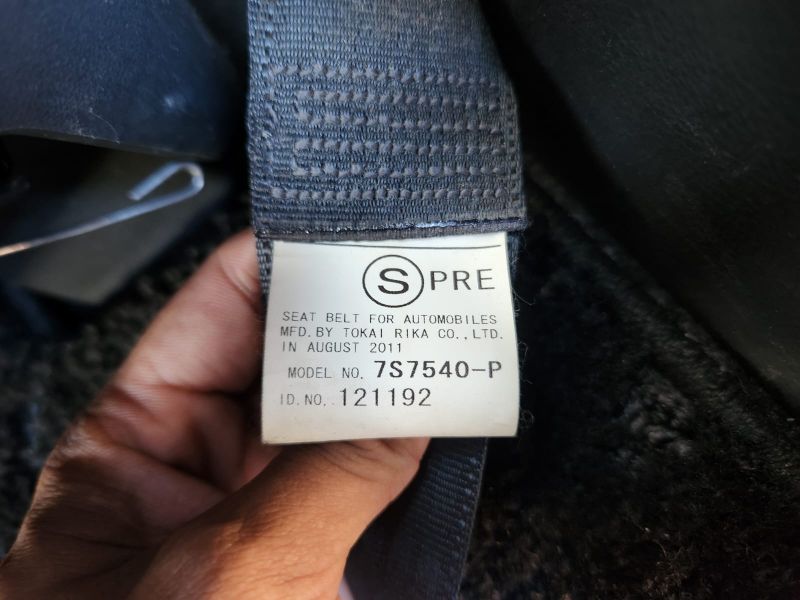 S PRE
SEAT BELT FOR AUTOMOBILES
MFD. BY TOKAI RIKA CO., LTD.
IN AUGUST 2011
MODEL NO. 7S7540-P
ID. NO. 121192